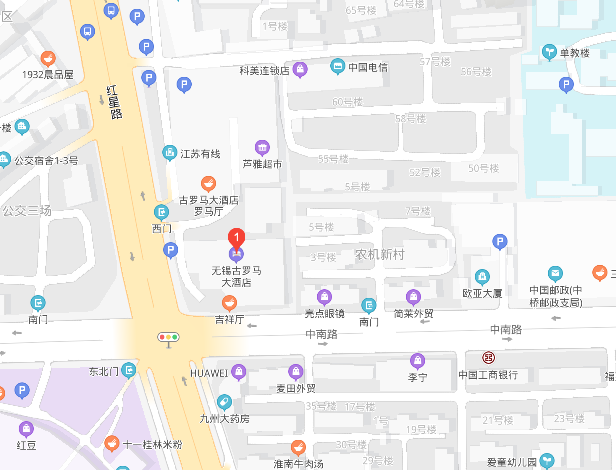 65号楼
64号楼
区
1号楼
单教楼
1932晨品屋
科美连锁店
中国电信
57号楼
56号楼
红星路
60号楼
58号楼
楼
江苏有线
芦雅超市
59号楼
公交宿舍1-3号
52号楼
50号楼
5号楼
古罗马大酒店
罗马厅
公交三场
西门
7号楼
5号楼
1
3号楼
农机新村
无锡古罗马
大酒店
欧亚大厦
中国邮政(中
桥邮政支局)
三
南门
吉祥厅
亮点眼镜
南门
简莱外贸
中南路
中南路
东北门
HUAWEI
麦田外贸
李宁
中国工商银行
福
九州大药房
35号楼
17号楼
红豆
十一桂林米粉
19号楼
21号楼
23号楼
30号楼
淮南牛肉汤
29号楼
爱童幼儿园